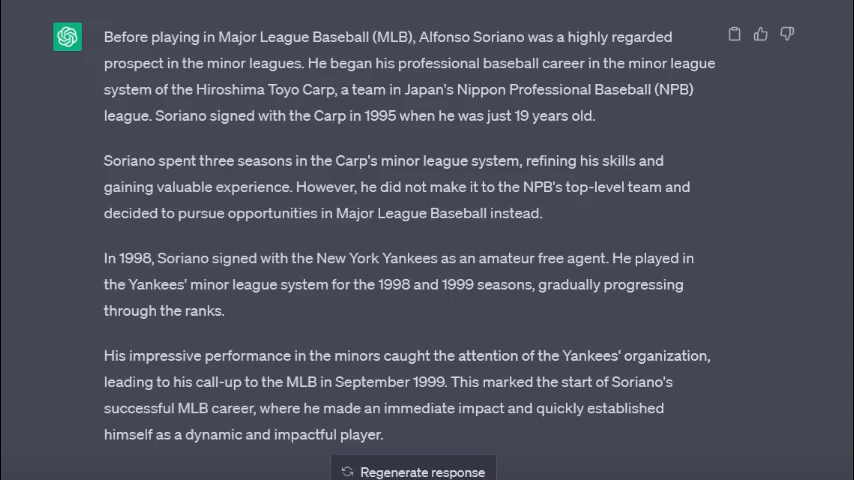 Before playing in Major League Baseball (MLB), Alfonso Soriano was a highly regarded
prospect in the minor leagues. He began his professional baseball career in the minor league
system of the Hiroshima Toyo Carp, a team in Japan's Nippon Professional Baseball (NPB)
league. Soriano signed with the Carp in 1995 when he was just 19 years old.
Soriano spent three seasons in the Carp's minor league system, refining his skills and
gaining valuable experience. However, he did not make it to the NPB's top-level team and
decided to pursue opportunities in Major League Baseball instead.
In 1998, Soriano signed with the New York Yankees as an amateur free agent. He played in
the Yankees' minor league system for the 1998 and 1999 seasons, gradually progressing
through the ranks.
His impressive performance in the minors caught the attention of the Yankees' organization,
leading to his call-up to the MLB in September 1999. This marked the start of Soriano's
successful MLB career, where he made an immediate impact and quickly established
himself as a dynamic and impactful player.
Regenerate response